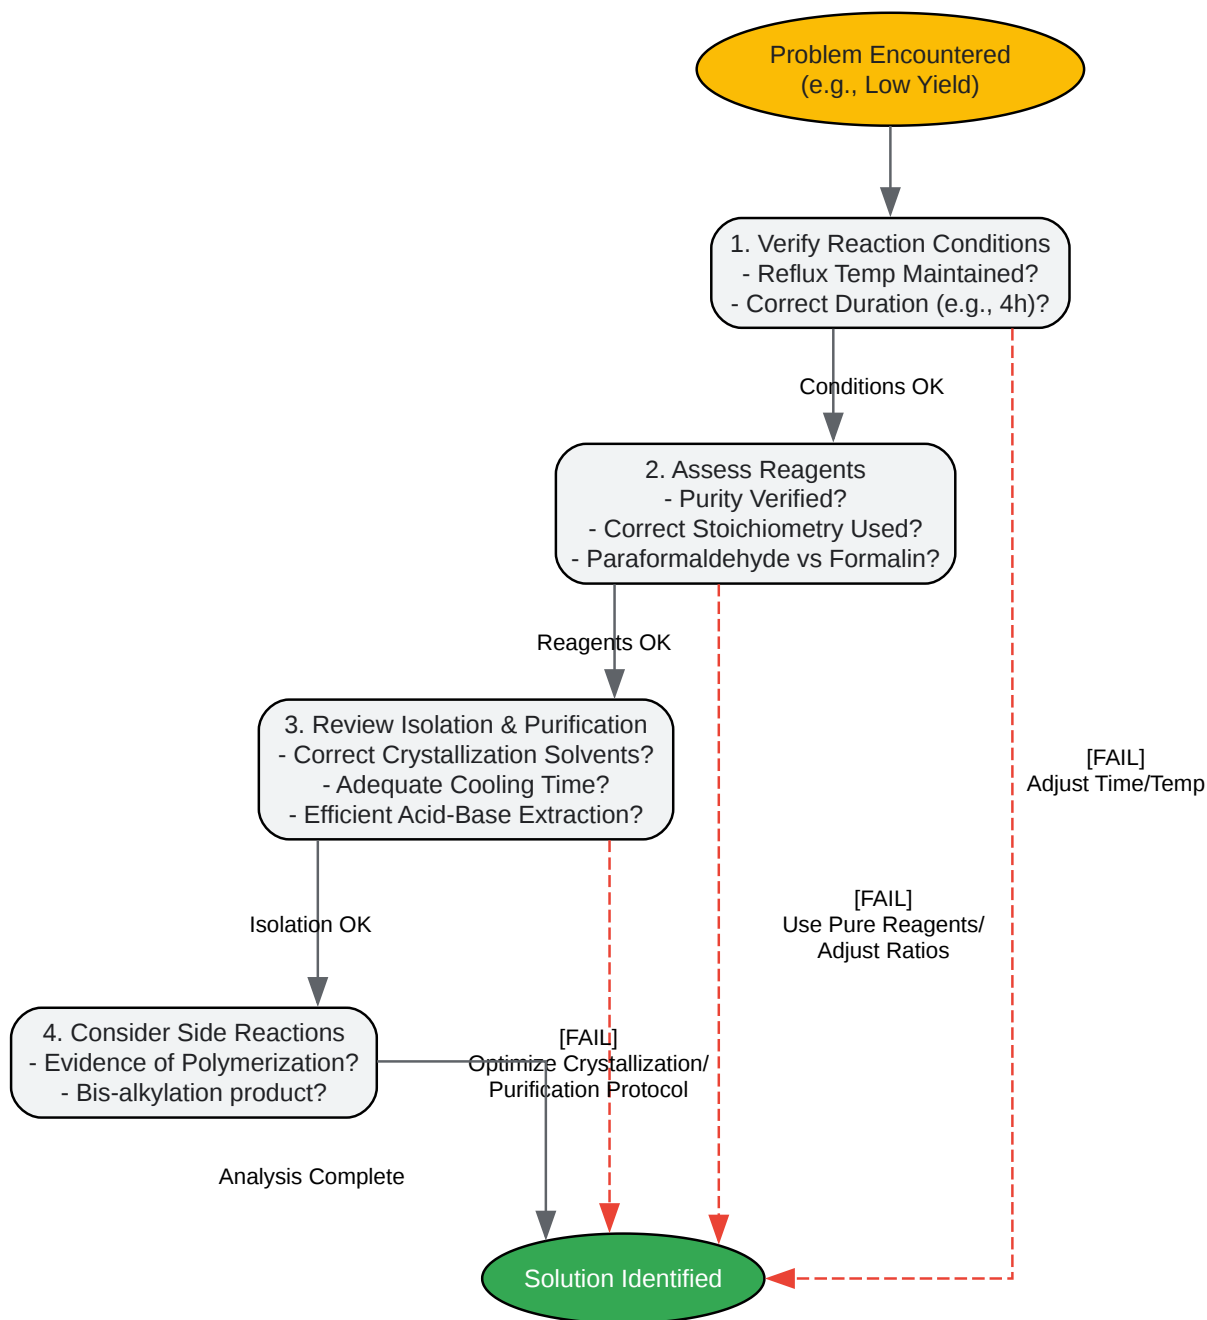 Problem Encountered
(e.g., Low Yield)
1. Verify Reaction Conditions
- Reflux Temp Maintained?
- Correct Duration (e.g., 4h)?
Conditions OK
2. Assess Reagents
- Purity Verified?
- Correct Stoichiometry Used?
- Paraformaldehyde vs Formalin?
Reagents OK
3. Review Isolation & Purification
- Correct Crystallization Solvents?
- Adequate Cooling Time?
- Efficient Acid-Base Extraction?
[FAIL]
Adjust Time/Temp
[FAIL]
Use Pure Reagents/
Adjust Ratios
Isolation OK
4. Consider Side Reactions
- Evidence of Polymerization?
- Bis-alkylation product?
[FAIL]
Optimize Crystallization/
Purification Protocol
Analysis Complete
Solution Identified